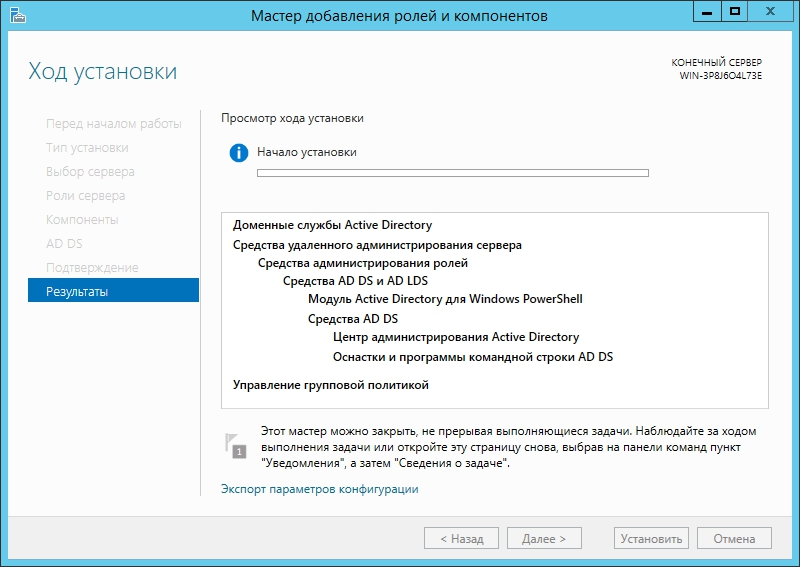 Мастер добавления ролей и компонентов
Ход установки
КОНЕЧНЫЙ СЕРВЕР
WIN-3P8J6O4L73E
Перед началом работы
Тип установки
Выбор сервера
Роли сервера
Компоненты
AD DS
Подтверждение
Результаты
Просмотр хода установки
Начало установки
Доменные службы Active Directory
Средства удаленного администрирования сервера
Средства администрирования ролей
Средства AD DS и AD LDS
Модуль Active Directory для Windows PowerShell
Средства AD DS
Центр администрирования Active Directory
Оснастки и программы командной строки AD DS
Управление групповой политикой
1
Этот мастер можно закрыть, не прерывая выполняющиеся задачи. Наблюдайте за ходом
выполнения задачи или откройте эту страницу снова, выбрав на панели команд пункт
"Уведомления", а затем "Сведения о задаче".
Экспорт параметров конфигурации
< Назад
Далее >
Установить
Отмена